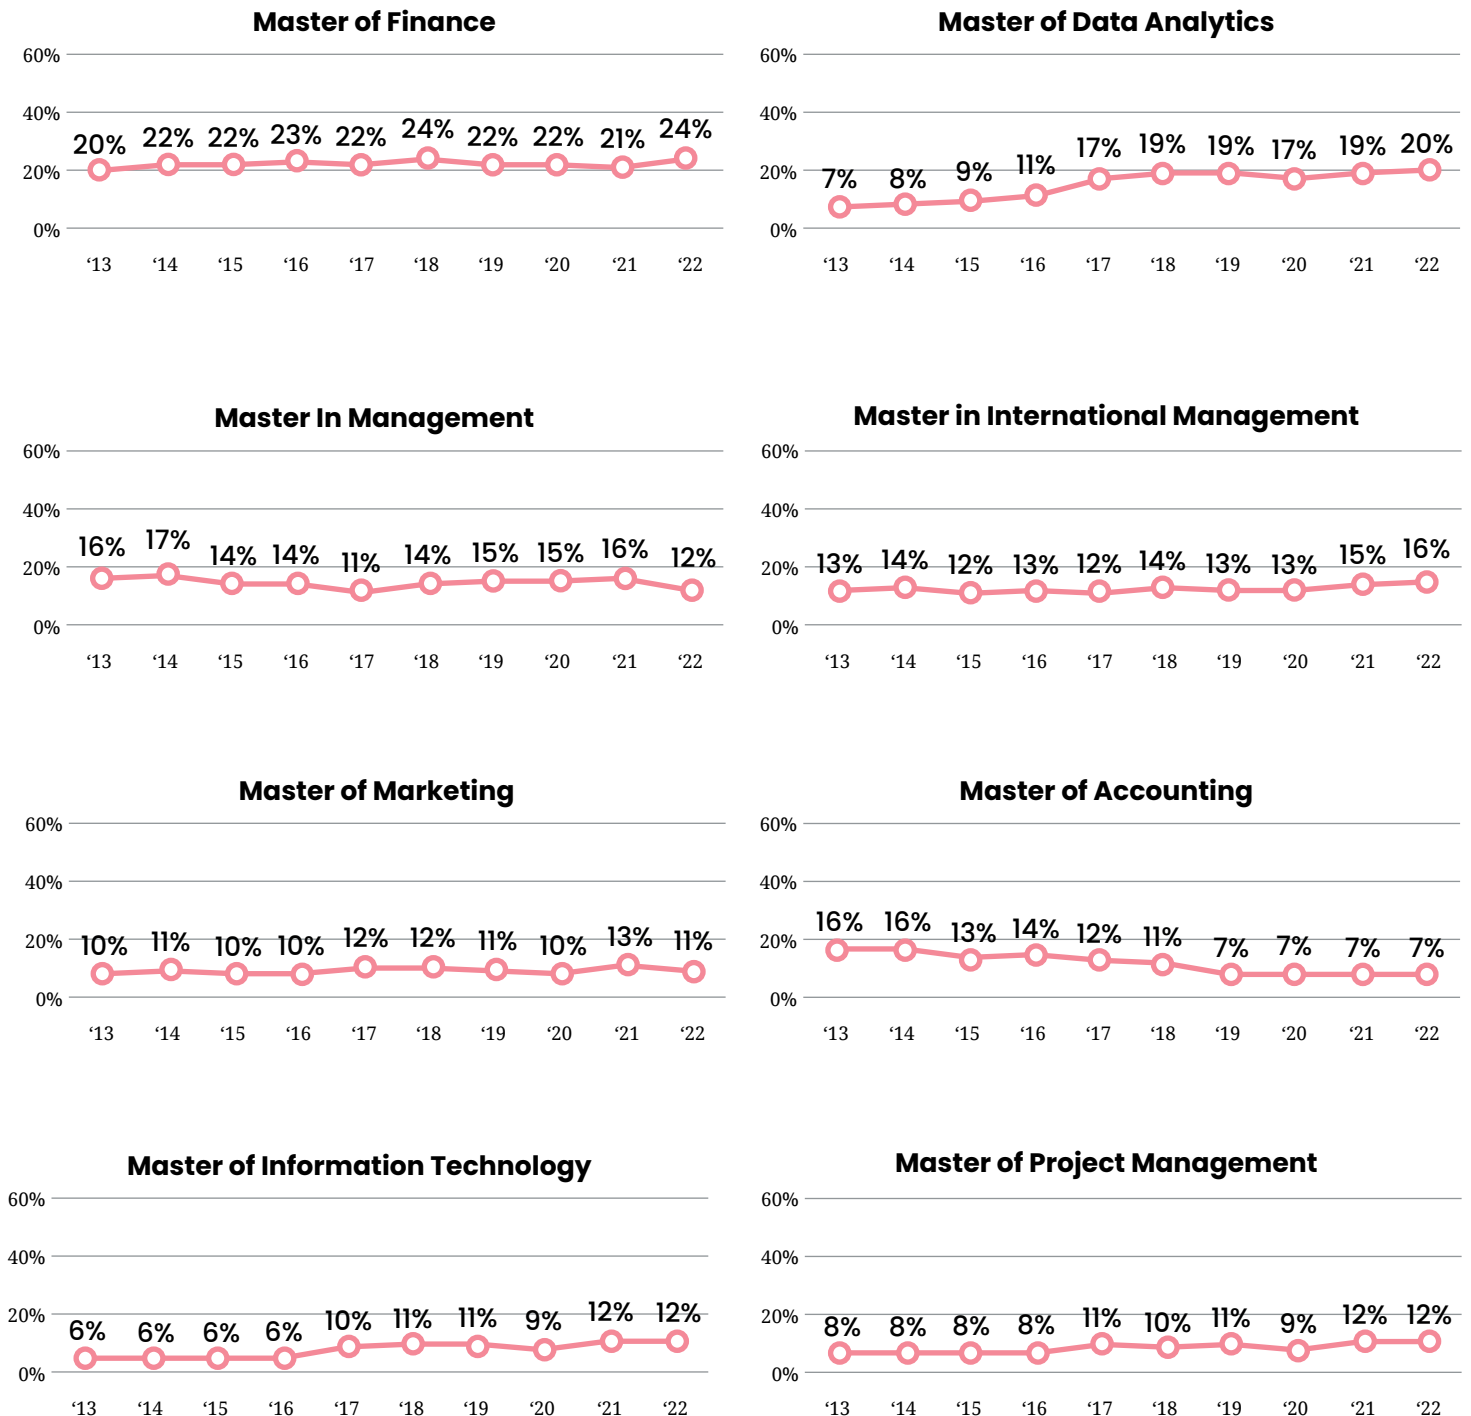 Master of Finance
60%
40%
20%
0%
20% 22% 22% 23% 22% 24% 22% 22% 21% 24%
‘13 ‘14 ‘15 ‘16 ‘17 ‘18 ‘19 ‘20 ‘21 ‘22
Master of Data Analytics
60%
40%
20%
0%
7% 8% 9% 11% 17% 19% 19% 17% 19% 20%
‘13 ‘14 ‘15 ‘16 ‘17 ‘18 ‘19 ‘20 ‘21 ‘22
Master In Management
60%
40%
20%
0%
16% 17% 14% 14% 11% 14% 15% 15% 16% 12%
‘13 ‘14 ‘15 ‘16 ‘17 ‘18 ‘19 ‘20 ‘21 ‘22
Master in International Management
60%
40%
20%
0%
13% 14% 12% 13% 12% 14% 13% 13% 15% 16%
‘13 ‘14 ‘15 ‘16 ‘17 ‘18 ‘19 ‘20 ‘21 ‘22
Master of Marketing
60%
40%
20%
0%
10% 11% 10% 10% 12% 12% 11% 10% 13% 11%
‘13 ‘14 ‘15 ‘16 ‘17 ‘18 ‘19 ‘20 ‘21 ‘22
Master of Accounting
60%
40%
20%
0%
16% 16% 13% 14% 12% 11% 7% 7% 7% 7%
‘13 ‘14 ‘15 ‘16 ‘17 ‘18 ‘19 ‘20 ‘21 ‘22
Master of Information Technology
60%
40%
20%
0%
6% 6% 6% 6% 10% 11% 11% 9% 12% 12%
‘13 ‘14 ‘15 ‘16 ‘17 ‘18 ‘19 ‘20 ‘21 ‘22
Master of Project Management
60%
40%
20%
0%
8% 8% 8% 8% 11% 10% 11% 9% 12% 12%
‘13 ‘14 ‘15 ‘16 ‘17 ‘18 ‘19 ‘20 ‘21 ‘22